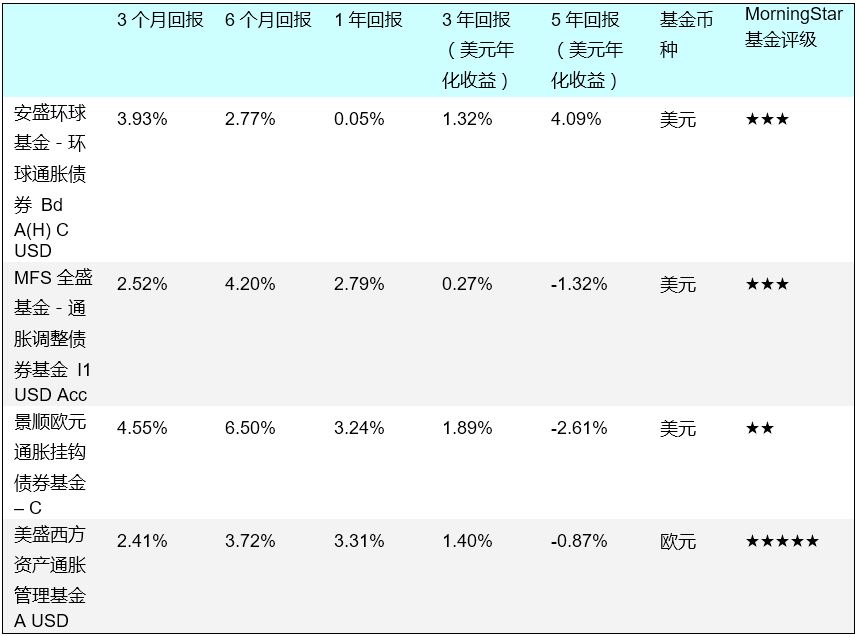 3 个月回报 6 个月回报 1 年回报 3 年回报 5 年回报 基金币 MorningStar
（美元年 （美元年 种 基金评级
化收益） 化收益）
安盛环球 3.93% 2.77% 0.05% 1.32% 4.09% 美元 ★★★
基金 - 环
球通胀债
券 Bd
A(H) C
USD
MFS 全盛 2.52% 4.20% 2.79% 0.27% -1.32% 美元 ★★★
基金 - 通
胀调整债
券基金 I1
USD Acc
景顺欧元 4.55% 6.50% 3.24% 1.89% -2.61% 美元 ★★
通胀挂钩
债券基金
– C
美盛西方 2.41% 3.72% 3.31% 1.40% -0.87% 欧元 ★★★★★
资产通胀
管理基金
A USD